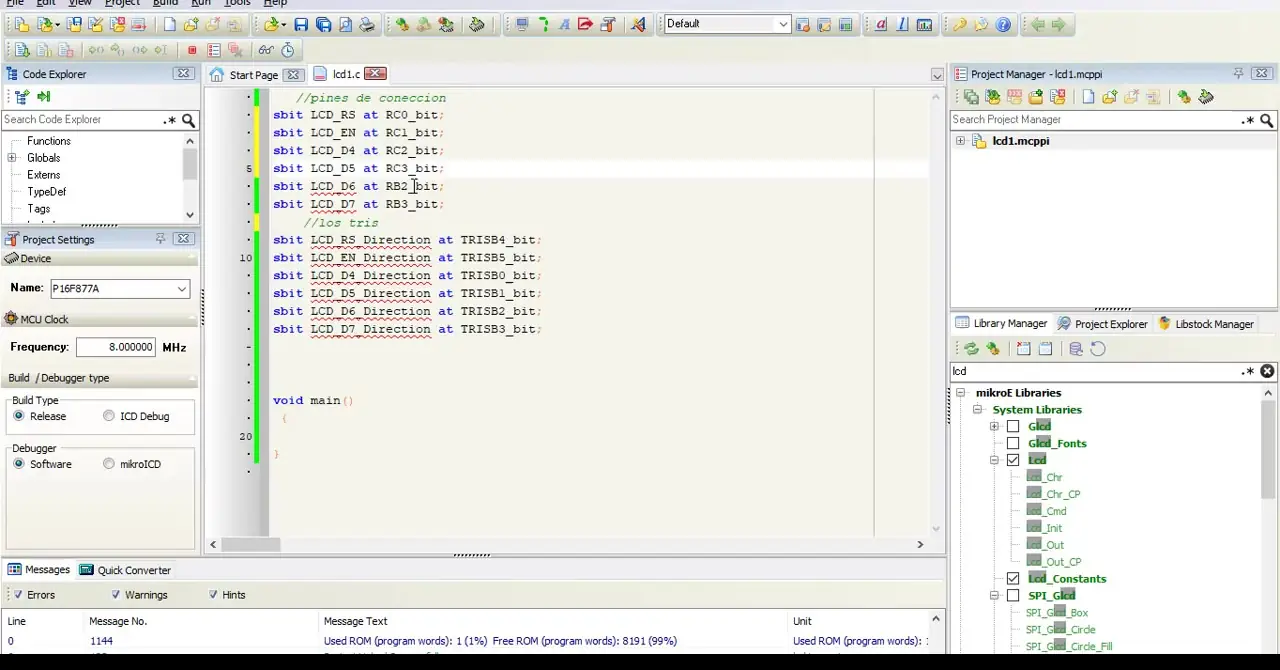 File Edit View Project Build Run Tools Help
Default
Code Explorer
Start Page
lcd1.c
Project Manager - lcd1.mcppi
Search Code Explorer
Search Project Manager
Functions
Globals
Externs
TypeDef
Tags
lcd1.mcppi
//pines de coneccion
sbit LCD_RS at RC0_bit;
sbit LCD_EN at RC1_bit;
sbit LCD_D4 at RC2_bit;
5 sbit LCD_D5 at RC3_bit;
sbit LCD_D6 at RB2_bit;
sbit LCD_D7 at RB3_bit;
//los tris
sbit LCD_RS_Direction at TRISB4_bit;
10 sbit LCD_EN_Direction at TRISB5_bit;
sbit LCD_D4_Direction at TRISB0_bit;
sbit LCD_D5_Direction at TRISB1_bit;
sbit LCD_D6_Direction at TRISB2_bit;
sbit LCD_D7_Direction at TRISB3_bit;
void main()
{
20
}
Project Settings
Device
Name: P16F877A
MCU Clock
Frequency: 8.000000 MHz
Build / Debugger type
Build Type
Release ICD Debug
Debugger
Software mikroICD
Library Manager Project Explorer Libstock Manager
lcd
mikroE Libraries
System Libraries
Glcd
Glcd_Fonts
Lcd
Lcd_Chr
Lcd_Chr_CP
Lcd_Cmd
Lcd_Init
Lcd_Out
Lcd_Out_CP
Lcd_Constants
SPI_Glcd
SPI_Glcd_Box
SPI_Glcd_Circle
SPI_Glcd_Circle_Fill
Messages Quick Converter
Errors Warnings Hints
Line Message No. Message Text Unit
0 1144 Used ROM (program words): 1 (1%) Free ROM (program words): 8191 (99%) Used ROM (program words):